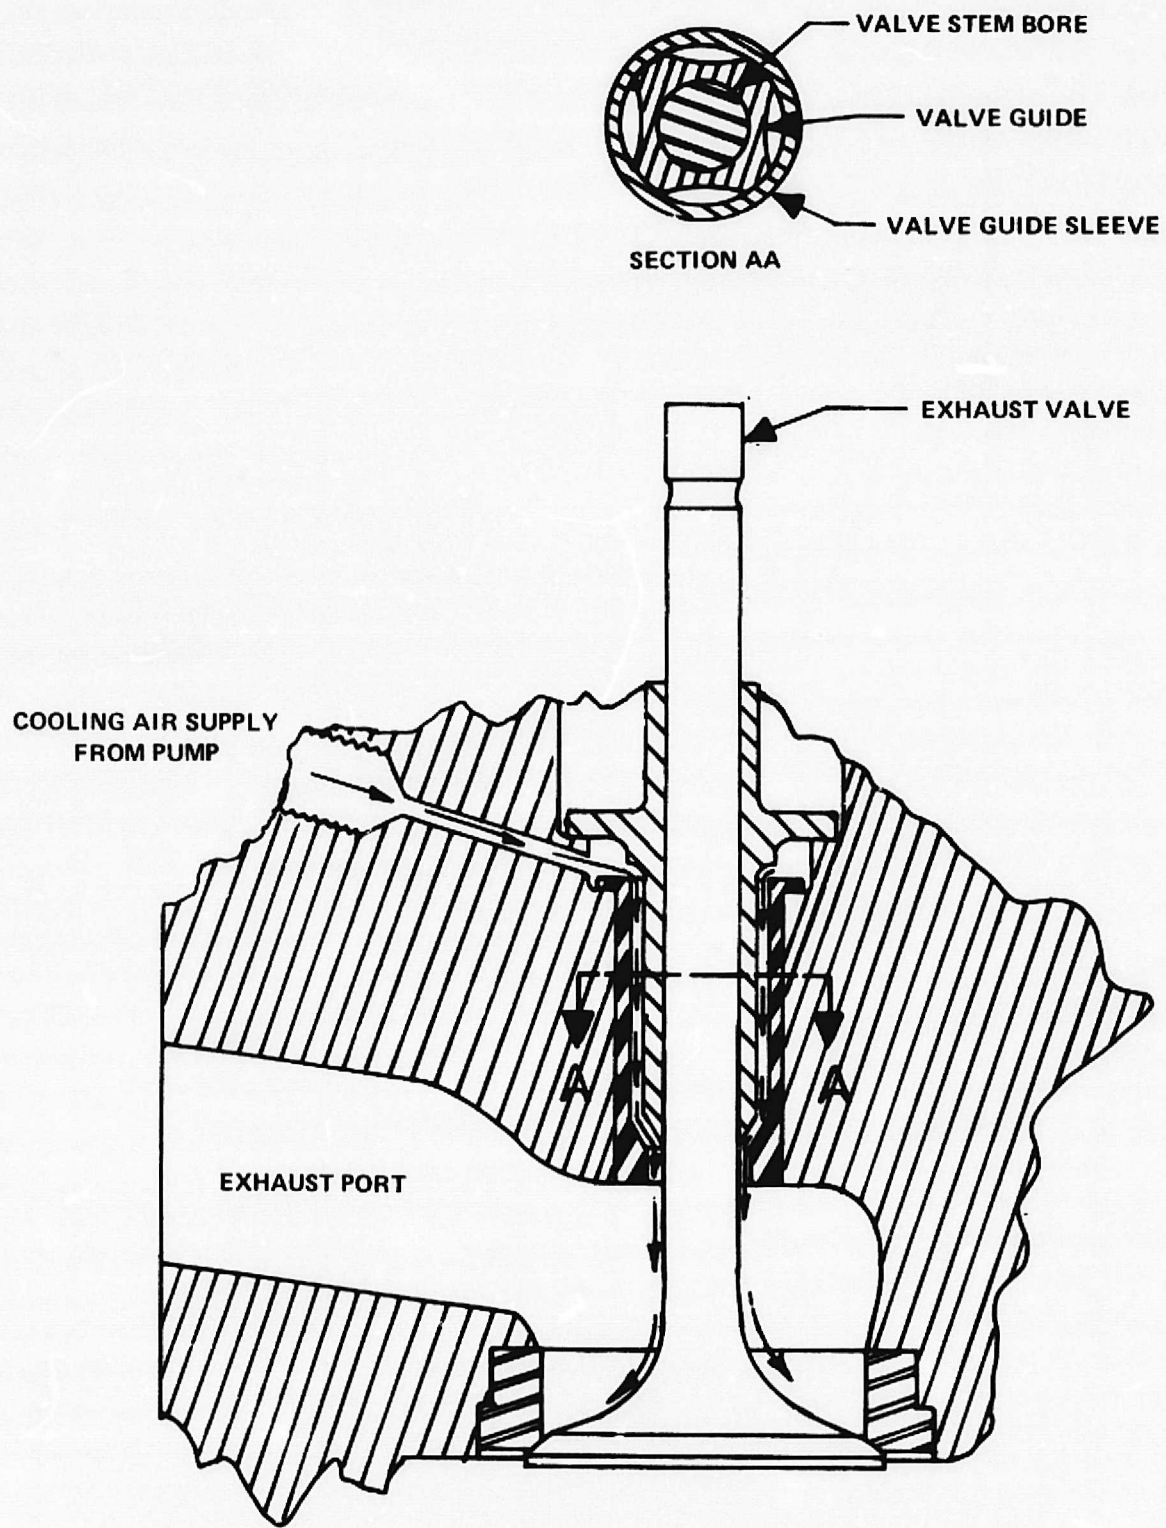 VALVE STEM BORE
VALVE GUIDE
VALVE GUIDE SLEEVE
SECTION AA
EXHAUST VALVE
COOLING AIR SUPPLY
FROM PUMP
A A
EXHAUST PORT